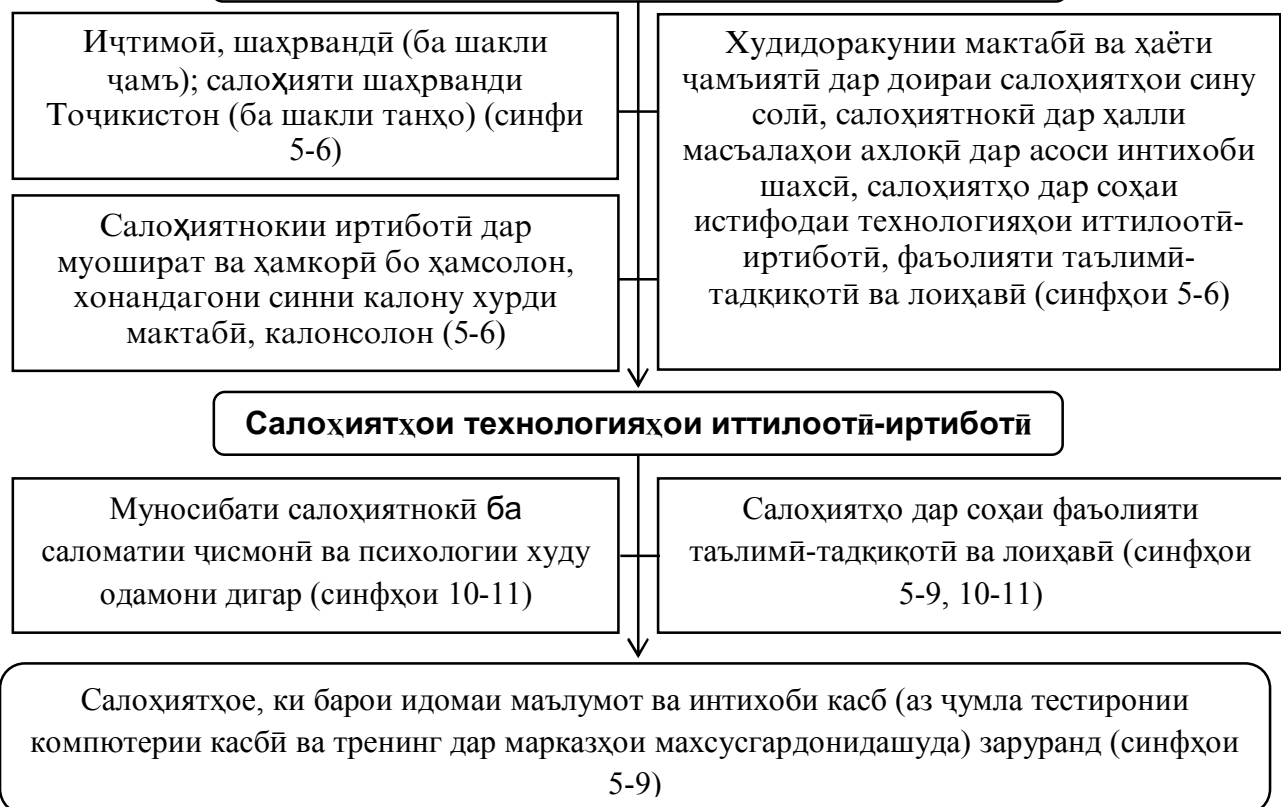 Иҷтимоӣ, шаҳрвандӣ (ба шакли
ҷамъ); салоҳияти шаҳрванди
Тоҷикистон (ба шакли танҳо) (синфи
5-6)
Салоҳиятнокии иртиботӣ дар
муошират ва ҳамкорӣ бо ҳамсолон,
хонандагони синни калону хурди
мактабӣ, калонсолон (5-6)
Худидоракунии мактабӣ ва ҳаёти
ҷамъиятӣ дар доираи салоҳиятҳои сину
солӣ, салоҳиятнокӣ дар ҳалли
масъалаҳои ахлоқӣ дар асоси интихоби
шахсӣ, салоҳиятҳо дар соҳаи
истифодаи технологияҳои иттилоотӣ-
иртиботӣ, фаъолияти таълимӣ-
тадқиқотӣ ва лоиҳавӣ (синфҳои 5-6)
Салоҳиятҳои технологияҳои иттилоотӣ-иртиботӣ
Муносибати салоҳиятнокӣ ба
саломатии ҷисмонӣ ва психологии худу
одамони дигар (синфҳои 10-11)
Салоҳиятҳо дар соҳаи фаъолияти
таълимӣ-тадқиқотӣ ва лоиҳавӣ (синфҳои
5-9, 10-11)
Салоҳиятҳое, ки барои идомаи маълумот ва интихоби касб (аз ҷумла тестиронии
компютерии касбӣ ва тренинг дар марказҳои махсусгардонидашуда) заруранд (синфҳои
5-9)